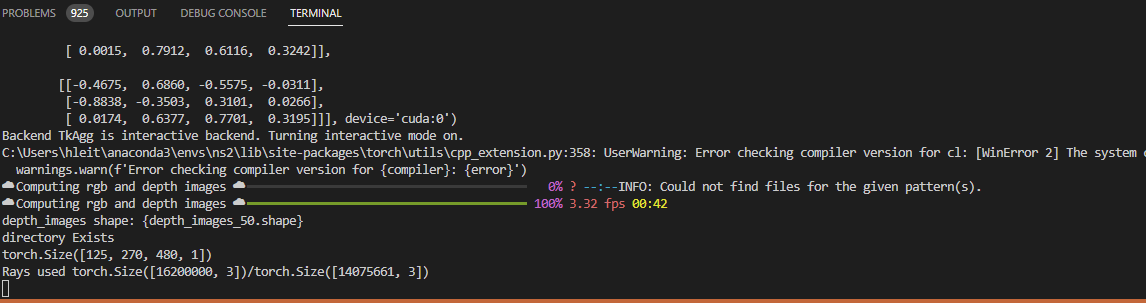 PROBLEMS 925 OUTPUT DEBUG CONSOLE TERMINAL
[ 0.0015, 0.7912, 0.6116, 0.3242]],
[[-0.4675, 0.6860, -0.5575, -0.0311],
[-0.8838, -0.3503, 0.3101, 0.0266],
[ 0.0174, 0.6377, 0.7701, 0.3195]]], device='cuda:0')
Backend TkAgg is interactive backend. Turning interactive mode on.
C:\Users\hleit\anaconda3\envs\ns2\lib\site-packages\torch\utils\cpp_extension.py:358: UserWarning: Error checking compiler version for cl: [WinError 2] The system
warnings.warn(f'Error checking compiler version for {compiler}: {error}')
Computing rgb and depth images 0% ? --:--INFO: Could not find files for the given pattern(s).
Computing rgb and depth images 100% 3.32 fps 00:42
depth_images shape: {depth_images_50.shape}
directory Exists
torch.Size([125, 270, 480, 1])
Rays used torch.Size([16200000, 3])/torch.Size([14075661, 3])